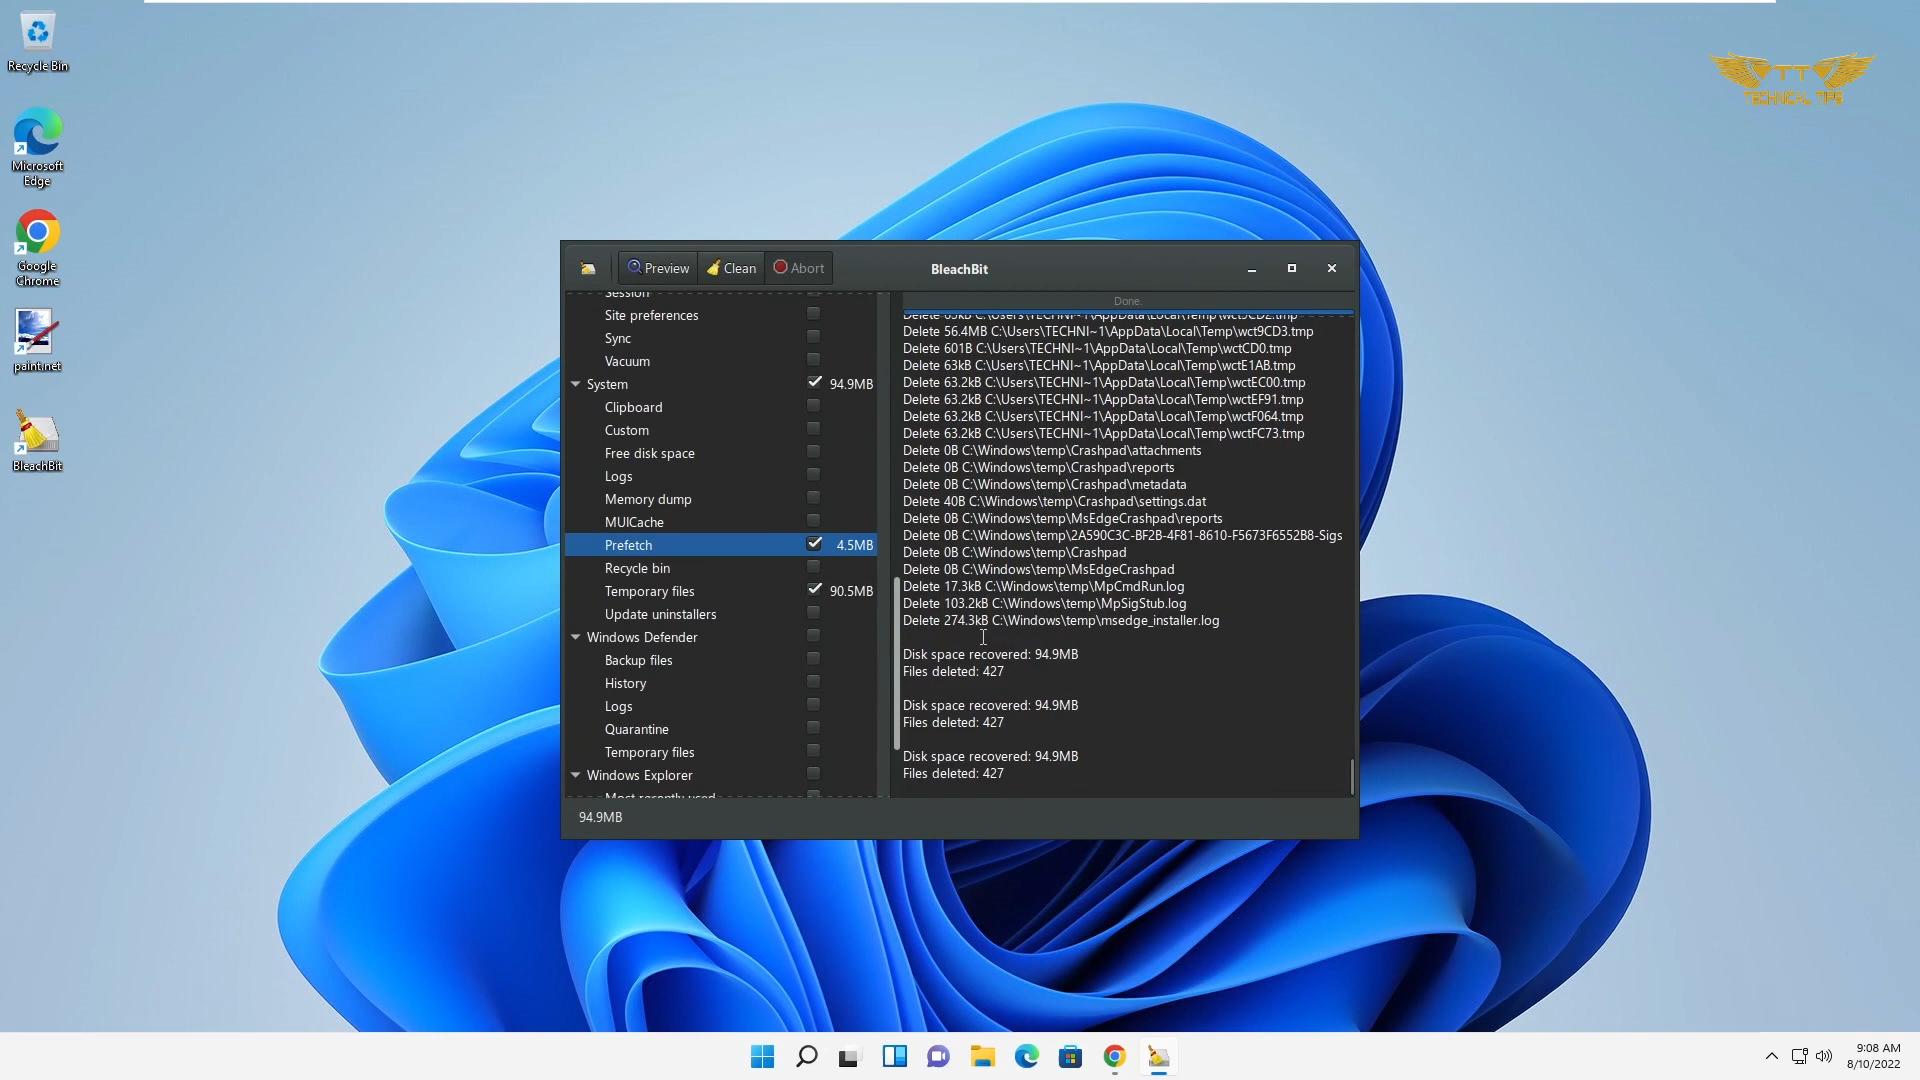 Recycle Bin
Microsoft
Edge
Google
Chrome
paint.net
BleachBit
TT
TECHNICAL TIPS
Preview
Clean
Abort
BleachBit
Session
Site preferences
Sync
Vacuum
System 94.9MB
Clipboard
Custom
Free disk space
Logs
Memory dump
MUICache
Prefetch 4.5MB
Recycle bin
Temporary files 90.5MB
Update uninstallers
Windows Defender
Backup files
History
Logs
Quarantine
Temporary files
Windows Explorer
Most recently used
94.9MB
Done.
Delete 56.4MB C:\Users\TECHNI~1\AppData\Local\Temp\wct9CD3.tmp
Delete 601B C:\Users\TECHNI~1\AppData\Local\Temp\wctCD0.tmp
Delete 63kB C:\Users\TECHNI~1\AppData\Local\Temp\wctE1AB.tmp
Delete 63.2kB C:\Users\TECHNI~1\AppData\Local\Temp\wctEC00.tmp
Delete 63.2kB C:\Users\TECHNI~1\AppData\Local\Temp\wctEF91.tmp
Delete 63.2kB C:\Users\TECHNI~1\AppData\Local\Temp\wctF064.tmp
Delete 63.2kB C:\Users\TECHNI~1\AppData\Local\Temp\wctFC73.tmp
Delete 0B C:\Windows\temp\Crashpad\attachments
Delete 0B C:\Windows\temp\Crashpad\reports
Delete 0B C:\Windows\temp\Crashpad\metadata
Delete 40B C:\Windows\temp\Crashpad\settings.dat
Delete 0B C:\Windows\temp\MsEdgeCrashpad\reports
Delete 0B C:\Windows\temp\2A590C3C-BF2B-4F81-8610-F5673F6552B8-Sigs
Delete 0B C:\Windows\temp\Crashpad
Delete 0B C:\Windows\temp\MsEdgeCrashpad
Delete 17.3kB C:\Windows\temp\MpCmdRun.log
Delete 103.2kB C:\Windows\temp\MpSigStub.log
Delete 274.3kB C:\Windows\temp\msedge_installer.log
Disk space recovered: 94.9MB
Files deleted: 427
Disk space recovered: 94.9MB
Files deleted: 427
Disk space recovered: 94.9MB
Files deleted: 427
9:08 AM
8/10/2022